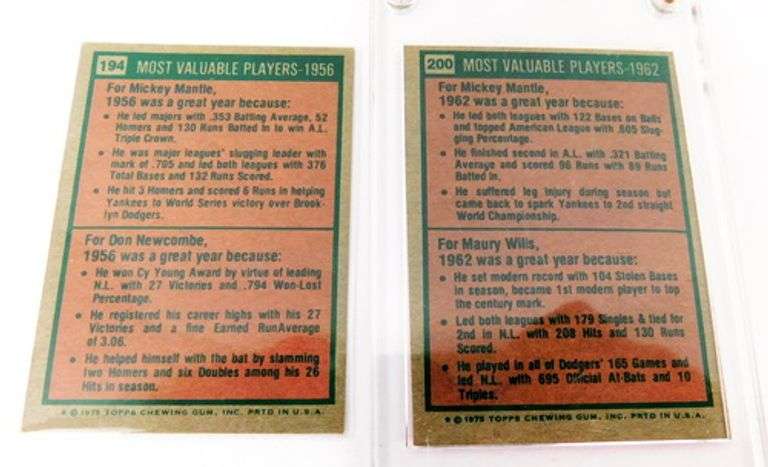 194 MOST VALUABLE PLAYERS-1956
For Mickey Mantle,
1956 was a great year because:
• He led majors with .353 Batting Average, 52
Homers and 130 Runs Batted in to win A.L.
Triple Crown.
• He was major leagues' slugging leader with
mark of .705 and led both leagues with 376
Total Bases and 132 Runs Scored.
• He hit 3 Homers and scored 6 Runs in helping
Yankees to World Series victory over Brook-
lyn Dodgers.
For Don Newcombe,
1956 was a great year because:
• He won Cy Young Award by virtue of leading
N.L. with 27 Victories and .794 Won-Lost
Percentage.
• He registered his career highs with his 27
Victories and a fine Earned RunAverage
of 3.06.
• He helped himself with the bat by slamming
two Homers and six Doubles among his 26
Hits in season.
© 1975 TOPPS CHEWING GUM, INC. PRTD IN U.S.A.
200 MOST VALUABLE PLAYERS-1962
For Mickey Mantle,
1962 was a great year because:
• He led both leagues with 122 Bases on Balls
and topped American League with .605 Slug-
ging Percentage.
• He finished second in A.L. with .321 Batting
Average and scored 96 Runs with 89 Runs
Batted In.
• He suffered leg injury during season but
came back to spark Yankees to 2nd straight
World Championship.
For Maury Wills,
1962 was a great year because:
• He set modern record with 104 Stolen Bases
in season, became 1st modern player to top
the century mark.
• Led both leagues with 179 Singles & tied for
2nd in N.L. with 208 Hits and 130 Runs
Scored.
• He played in all of Dodgers' 165 Games and
led N.L. with 695 Official At-Bats and 10
Triples.
© 1975 TOPPS CHEWING GUM, INC. PRTD IN U.S.A.